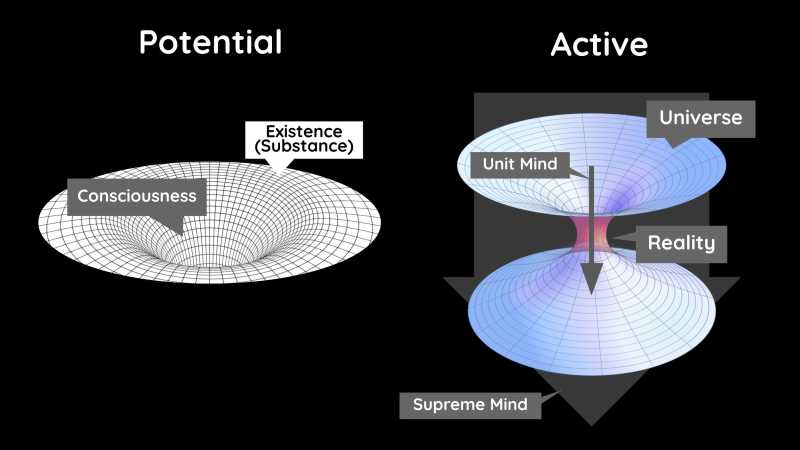 Potential
Active
Existence
(Substance)
Consciousness
Universe
Unit Mind
Reality
Supreme Mind